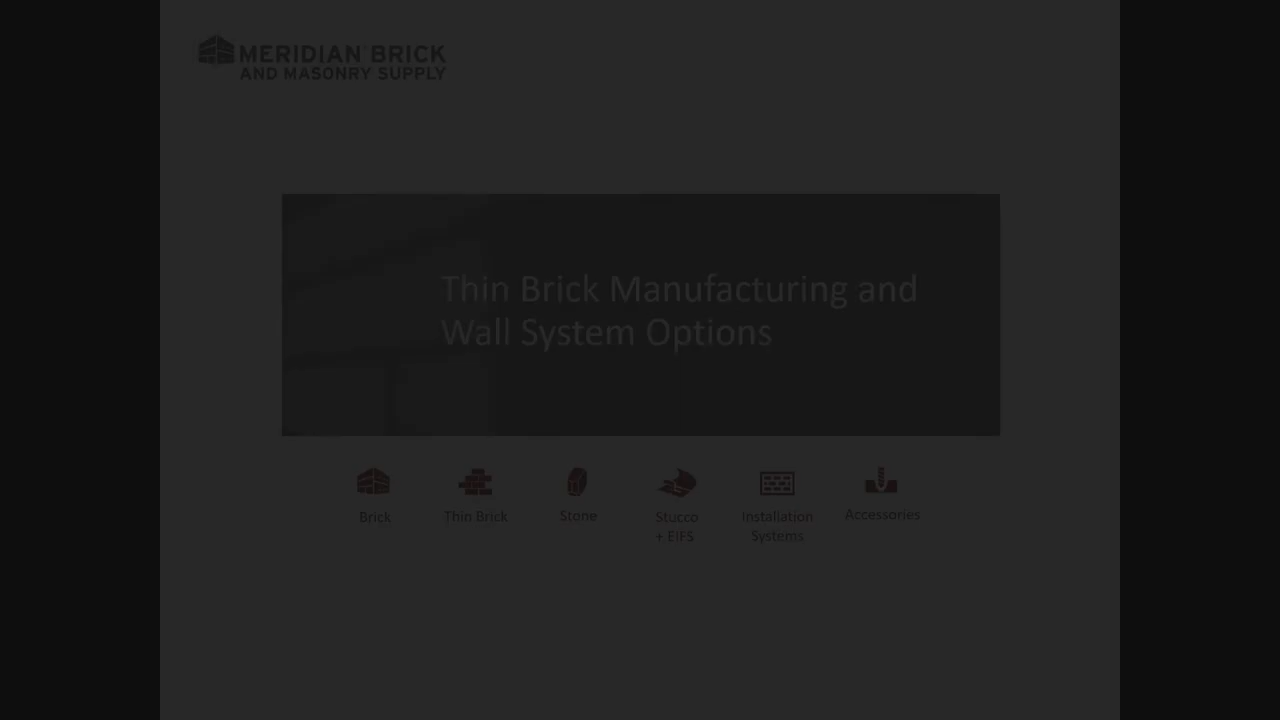 MERIDIAN® BRICK
AND MASONRY SUPPLY
Thin Brick Manufacturing and
Wall System Options
Brick
Thin Brick
Stone
Stucco
+ EIFS
Installation
Systems
Accessories